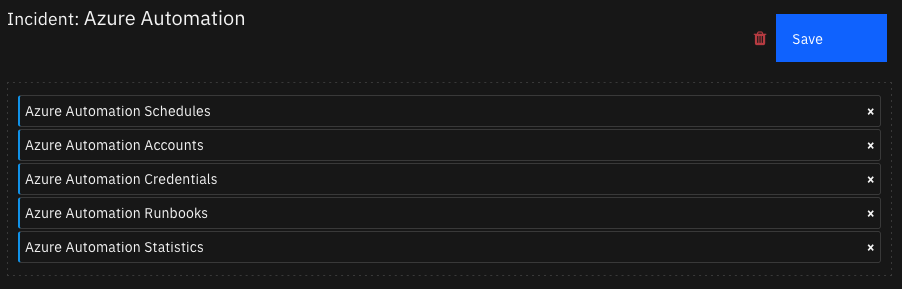 Incident: Azure Automation
Save
Azure Automation Schedules ×
Azure Automation Accounts ×
Azure Automation Credentials ×
Azure Automation Runbooks ×
Azure Automation Statistics ×